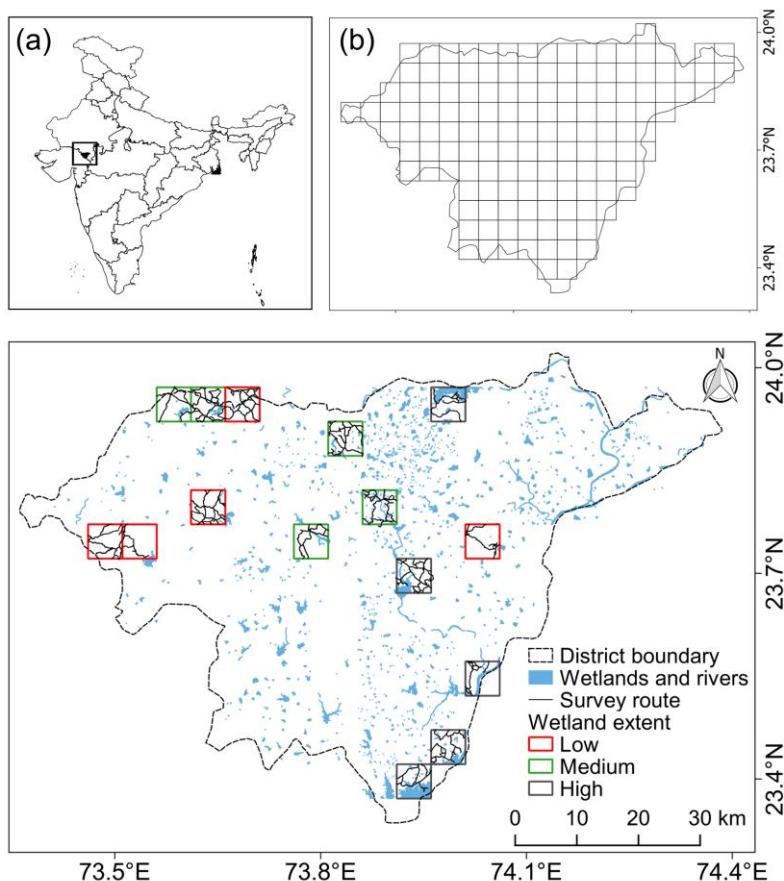 (a)
(b)
24.0°N
23.7°N
23.4°N
N
24.0°N
23.7°N
23.4°N
District boundary
Wetlands and rivers
Survey route
Wetland extent
Low
Medium
High
0 10 20 30 km
73.5°E 73.8°E 74.1°E 74.4°E